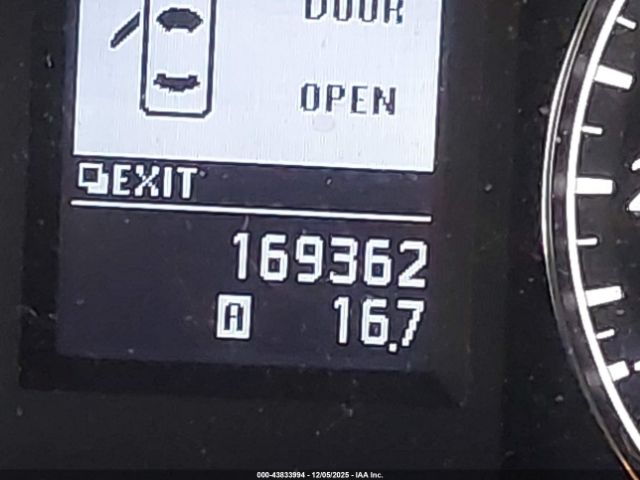 DOOR
OPEN
EXIT
169362
A 16.7
000-43833994 - 12/05/2025 - IAA Inc.